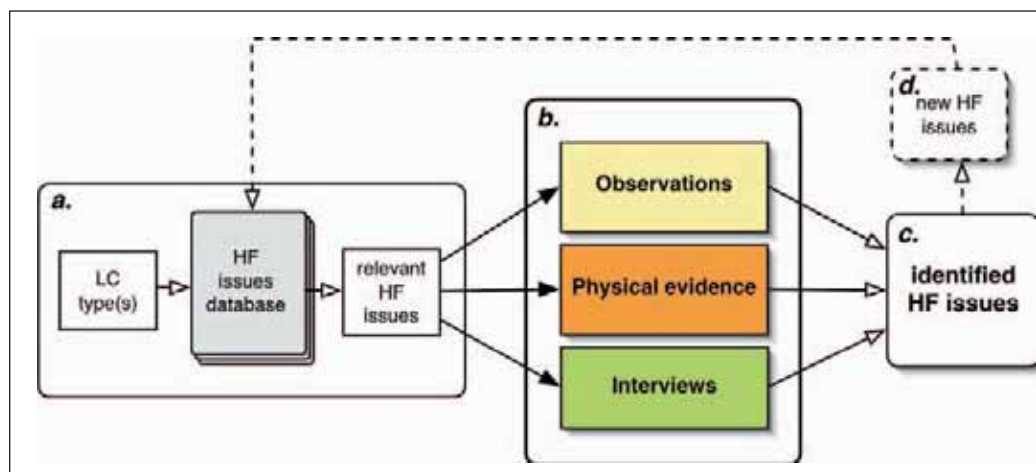 a.
LC
type(s)
HF
issues
database
relevant
HF
issues
b.
Observations
Physical evidence
Interviews
c.
identified
HF issues
d.
new HF
issues